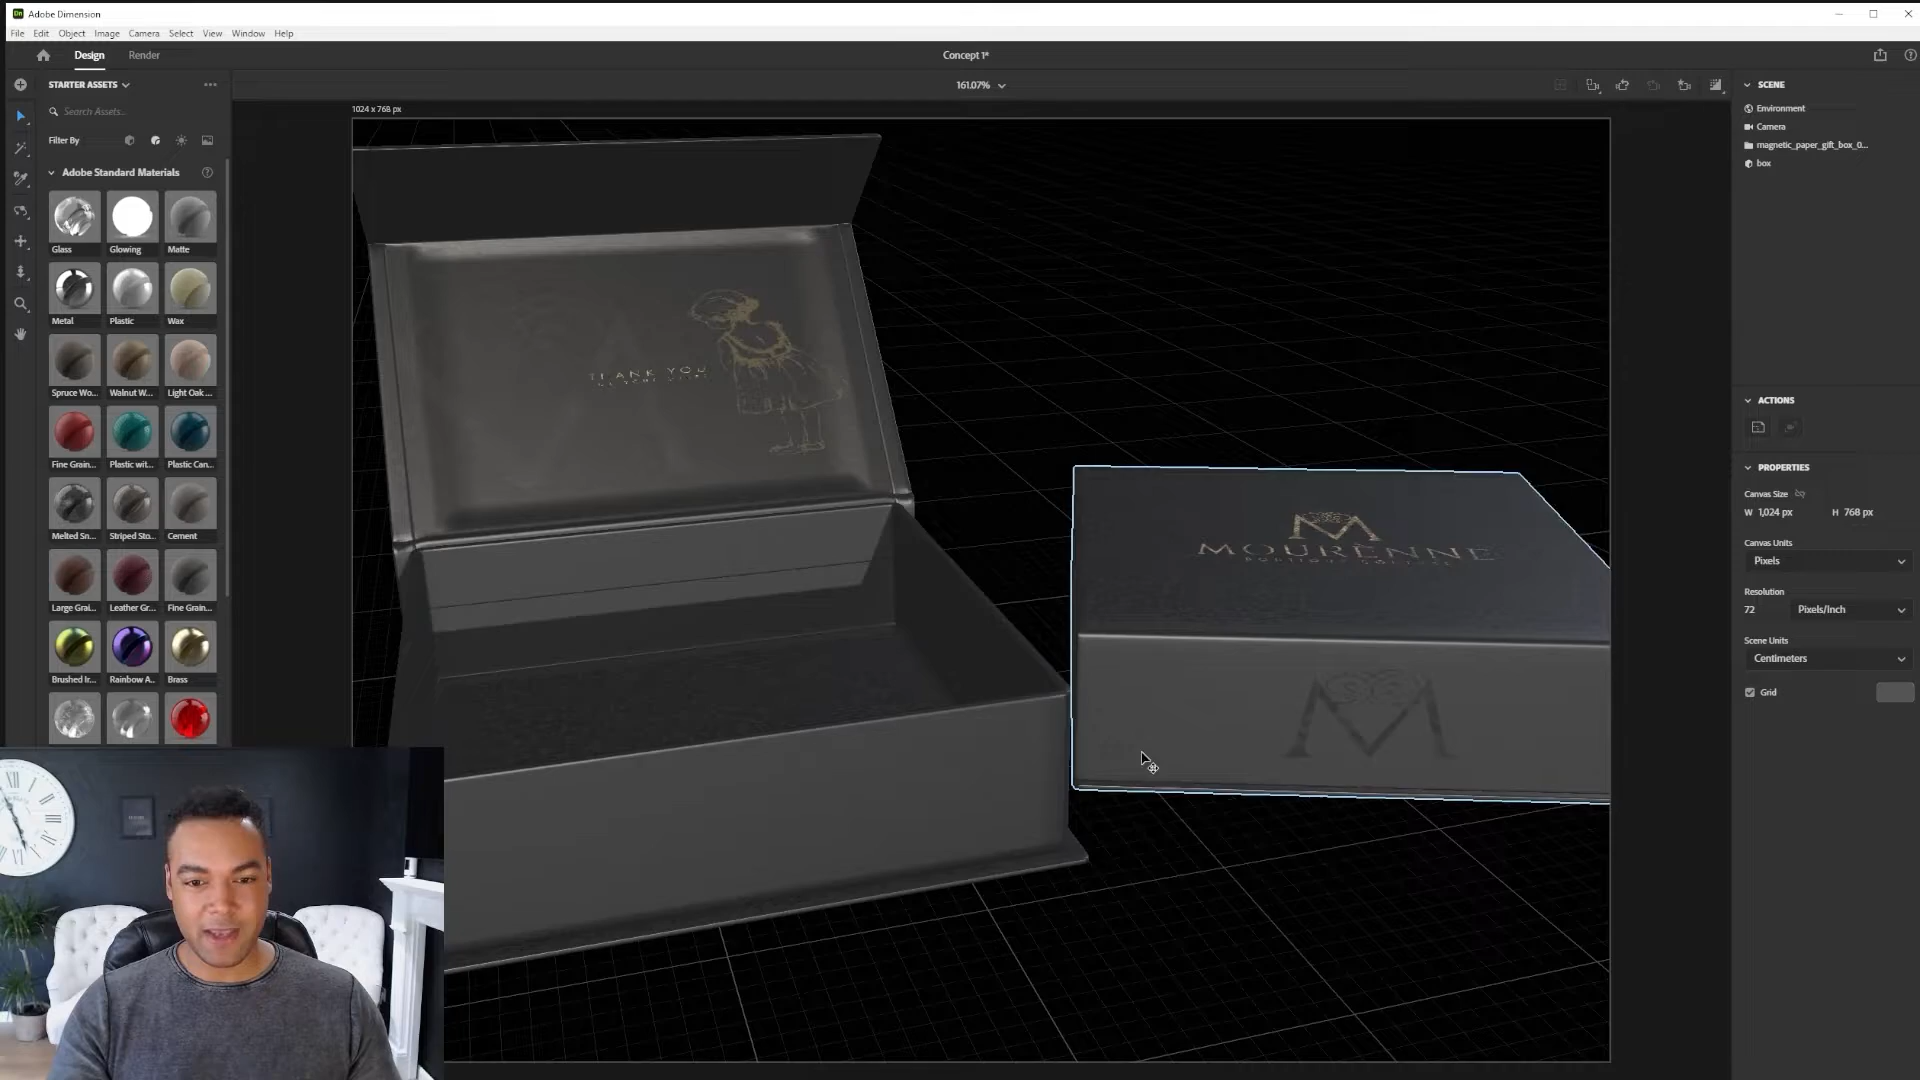 Dn Adobe Dimension
File Edit Object Image Camera Select View Window Help
Design Render
Concept 1*
STARTER ASSETS
161.07%
SCENE
1024 x 768 px
Search Assets...
Environment
Camera
magnetic_paper_gift_box_0...
box
Filter By
Adobe Standard Materials
Glass Glowing Matte
Metal Plastic Wax
Spruce Wo... Walnut W... Light Oak ...
Fine Grain... Plastic wit... Plastic Can...
Melted Sn... Striped Sto... Cement
Large Grai... Leather Gr... Fine Grain...
Brushed Ir... Rainbow A... Brass
THANK YOU
M
MOURÈNNE
M
ACTIONS
PROPERTIES
Canvas Size
W 1,024 px H 768 px
Canvas Units
Pixels
Resolution
72 Pixels/Inch
Scene Units
Centimeters
Grid